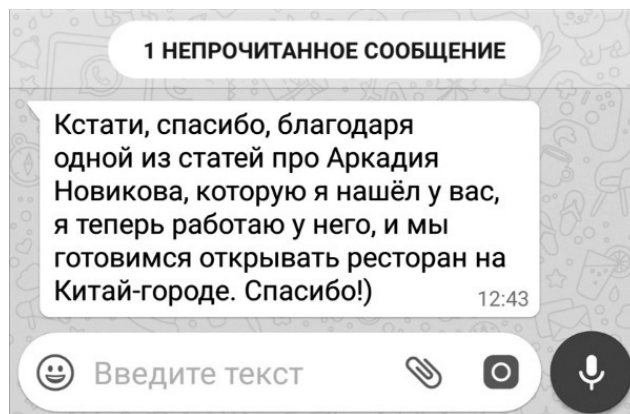 1 НЕПРОЧИТАННОЕ СООБЩЕНИЕ
Кстати, спасибо, благодаря
одной из статей про Аркадия
Новикова, которую я нашёл у вас,
я теперь работаю у него, и мы
готовимся открывать ресторан на
Китай-городе. Спасибо!)
12:43
Введите текст